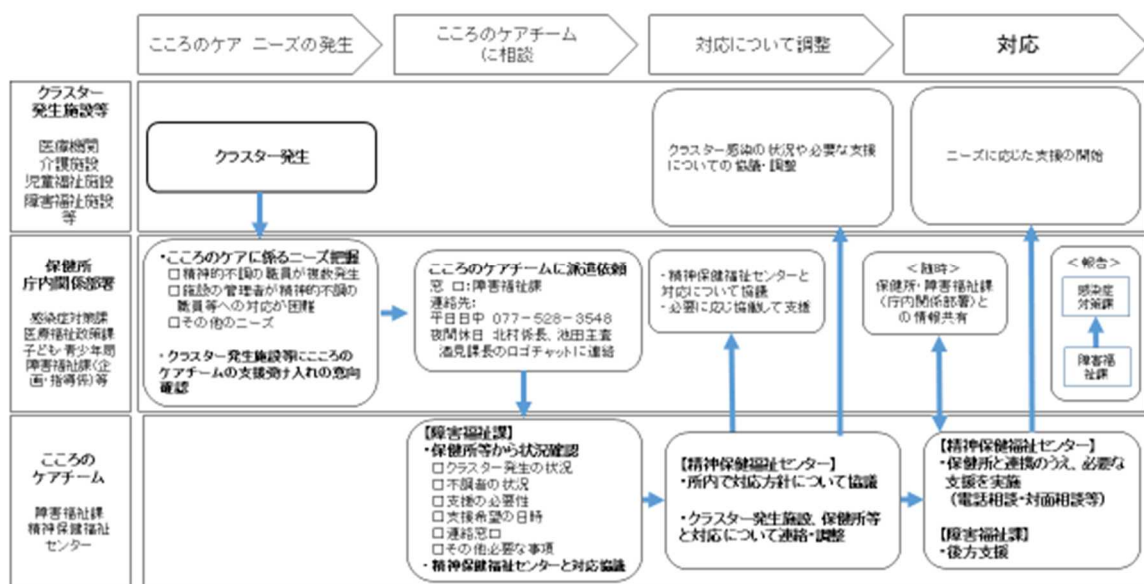 こころのケア ニーズの発生
こころのケアチーム
に相談
対応について調整
対応
クラスター
発生施設等
医療機関
介護施設
児童福祉施設
障害福祉施設
等
クラスター発生
クラスター感染の状況や必要な支援
についての協議・調整
ニーズに応じた支援の開始
保健所
庁内関係部署
感染症対策課
医療福祉政策課
子ども・青少年局
障害福祉課(企
画・指導係)等
・こころのケアに係るニーズ把握
□精神的不調の職員が複数発生
□施設の管理者が精神的不調の
職員等への対応が困難
□その他のニーズ
・クラスター発生施設等にこころの
ケアチームの支援受け入れの意向
確認
こころのケアチームに派遣依頼
窓 口:障害福祉課
連絡先:
平日日中 077-528-3548
夜間休日 北村係長、池田主査
酒見課長のロゴチャットに連絡
・精神保健福祉センターと
対応について協議
・必要に応じ協働して支援
<随時>
保健所・障害福祉課
(庁内関係部署)と
の情報共有
<報告>
感染症
対策課
障害福
祉課
こころの
ケアチーム
障害福祉課
精神保健福祉
センター
【障害福祉課】
・保健所等から状況確認
□クラスター発生の状況
□不調者の状況
□支援の必要性
□支援希望の日時
□連絡窓口
□その他必要な事項
・精神保健福祉センターと対応協議
【精神保健福祉センター】
・所内で対応方針について協議
・クラスター発生施設、保健所等
と対応について連絡・調整
【精神保健福祉センター】
・保健所と連携のうえ、必要な
支援を実施
(電話相談・対面相談等)
【障害福祉課】
・後方支援